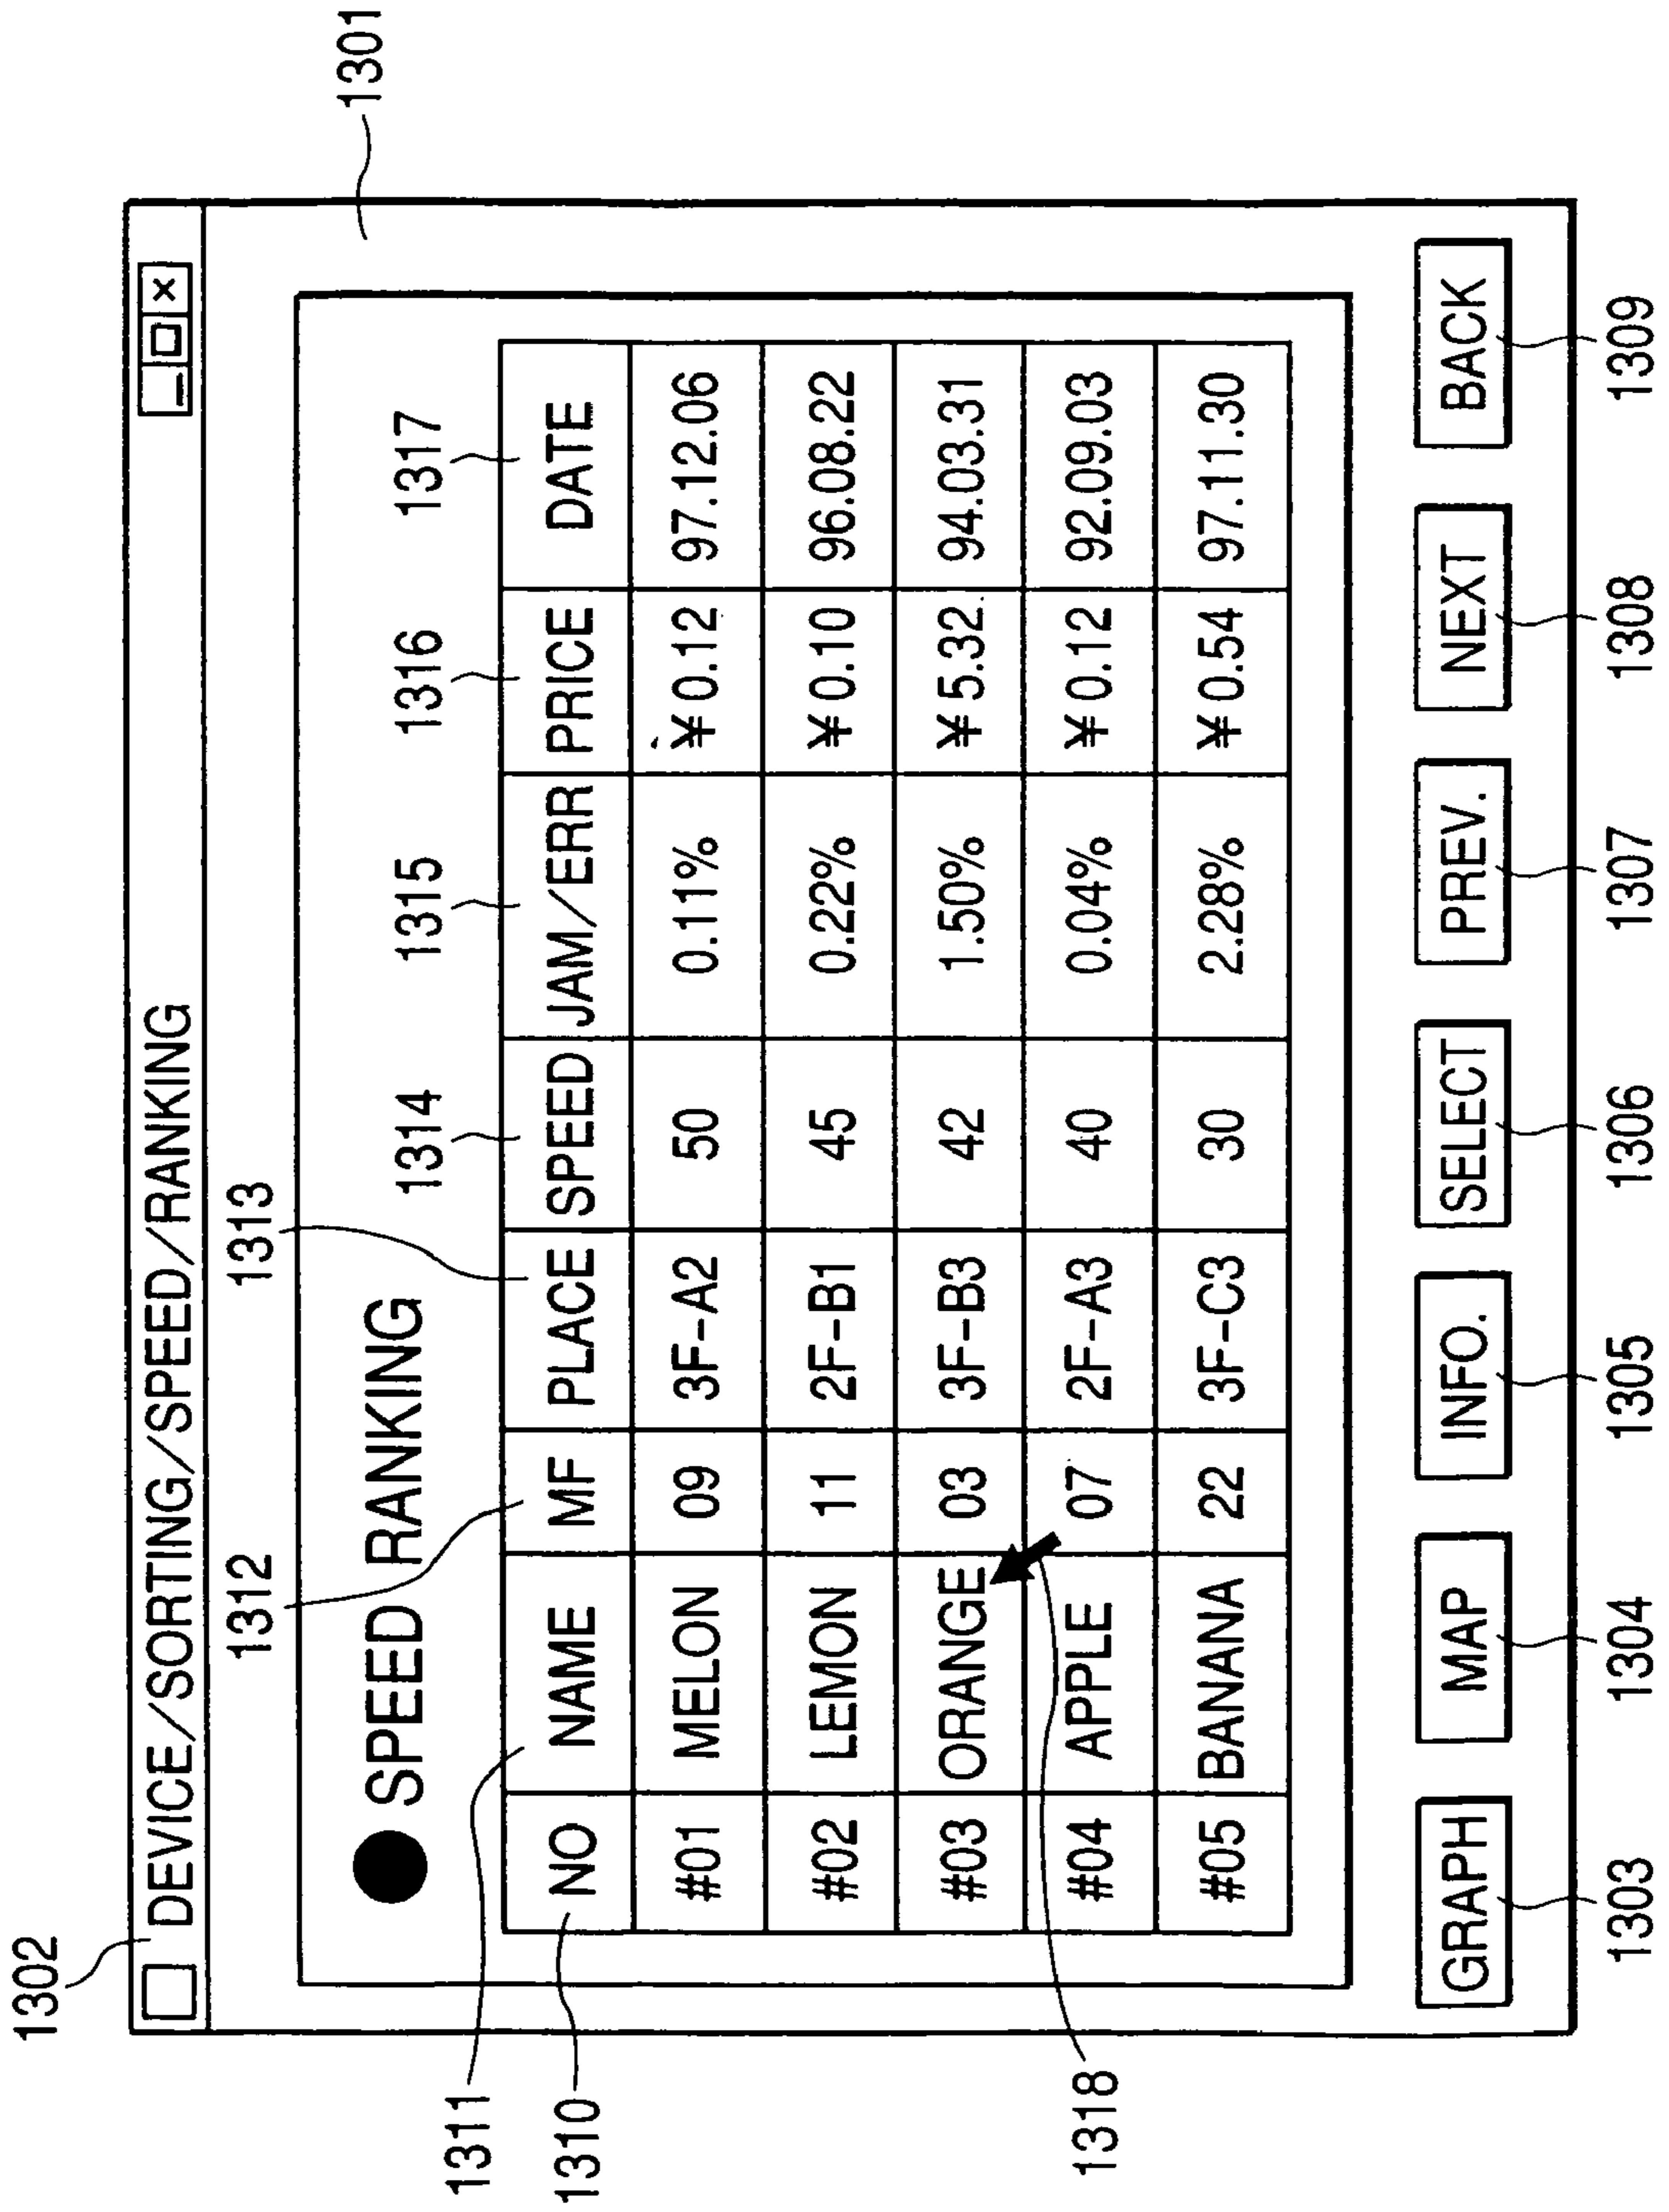 1302
DEVICE/SORTING/SPEED/RANKING
1301
1312 1313
SPEED RANKING
1314 1315 1316 1317
1311
1310
NO NAME MF PLACE SPEED JAM/ERR PRICE DATE
#01 MELON 09 3F-A2 50 0.11% ¥0.12 97.12.06
#02 LEMON 11 2F-B1 45 0.22% ¥0.10 96.08.22
#03 ORANGE 03 3F-B3 42 1.50% ¥5.32 94.03.31
#04 APPLE 07 2F-A3 40 0.04% ¥0.12 92.09.03
#05 BANANA 22 3F-C3 30 2.28% ¥0.54 97.11.30
1318
GRAPH MAP INFO. SELECT PREV. NEXT BACK
1303 1304 1305 1306 1307 1308 1309